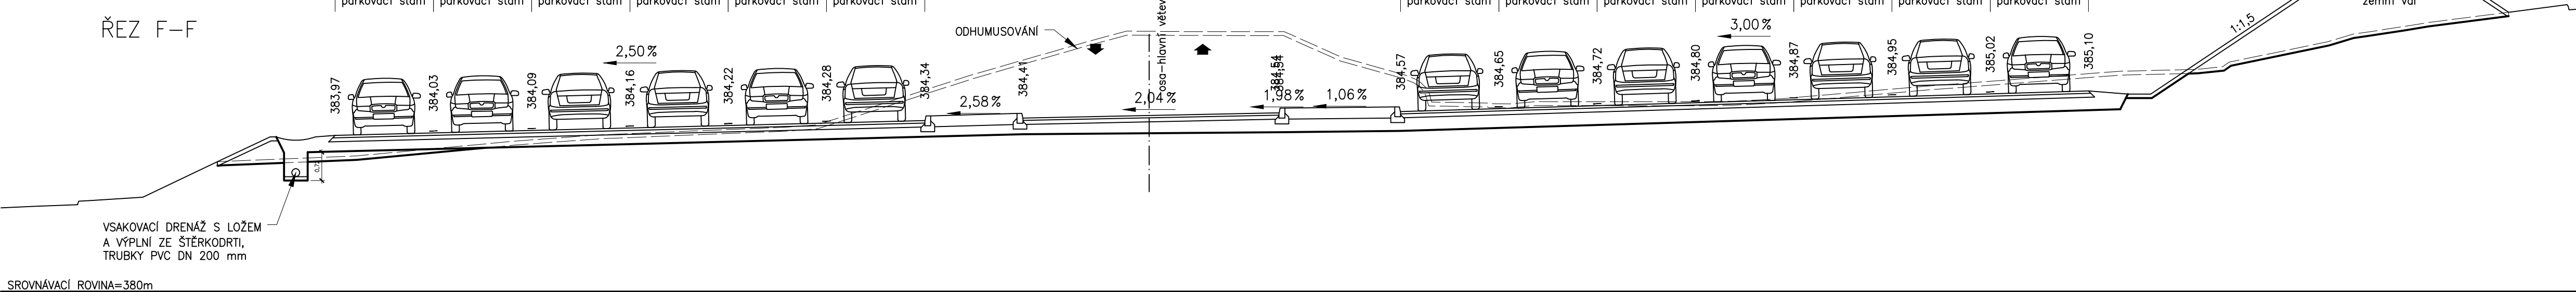 parkovací stání parkovací stání parkovací stání parkovací stání parkovací stání parkovací stání
parkovací stání parkovací stání parkovací stání parkovací stání parkovací stání parkovací stání parkovací stání
zemní val
ŘEZ F-F
ODHUMUSOVÁNÍ
osa-hlavní větev
1:1,5
2,50%
3,00%
383,97
384,03
384,09
384,16
384,22
384,28
384,34
384,41
384,54
384,57
384,65
384,72
384,80
384,87
384,95
385,02
385,10
2,58%
2,04%
1,98%
1,06%
VSAKOVACÍ DRENÁŽ S LOŽEM
A VÝPLNÍ ZE ŠTĚRKODRTI,
TRUBKY PVC DN 200 mm
SROVNÁVACÍ ROVINA=380m